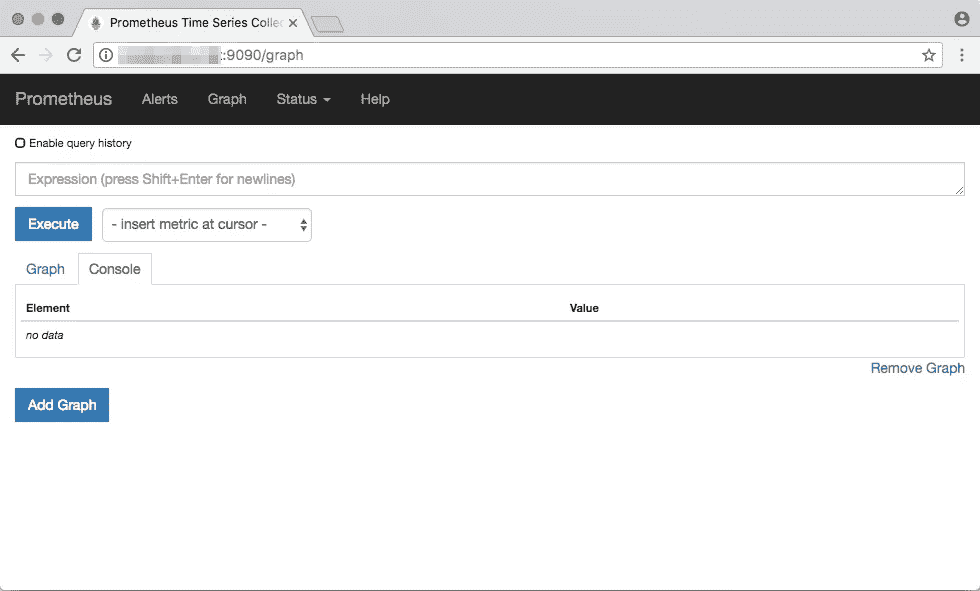 Prometheus Time Series Collec
:9090/graph
Prometheus Alerts Graph Status Help
Enable query history
Expression (press Shift+Enter for newlines)
Execute - insert metric at cursor -
Graph Console
Element Value
no data
Remove Graph
Add Graph